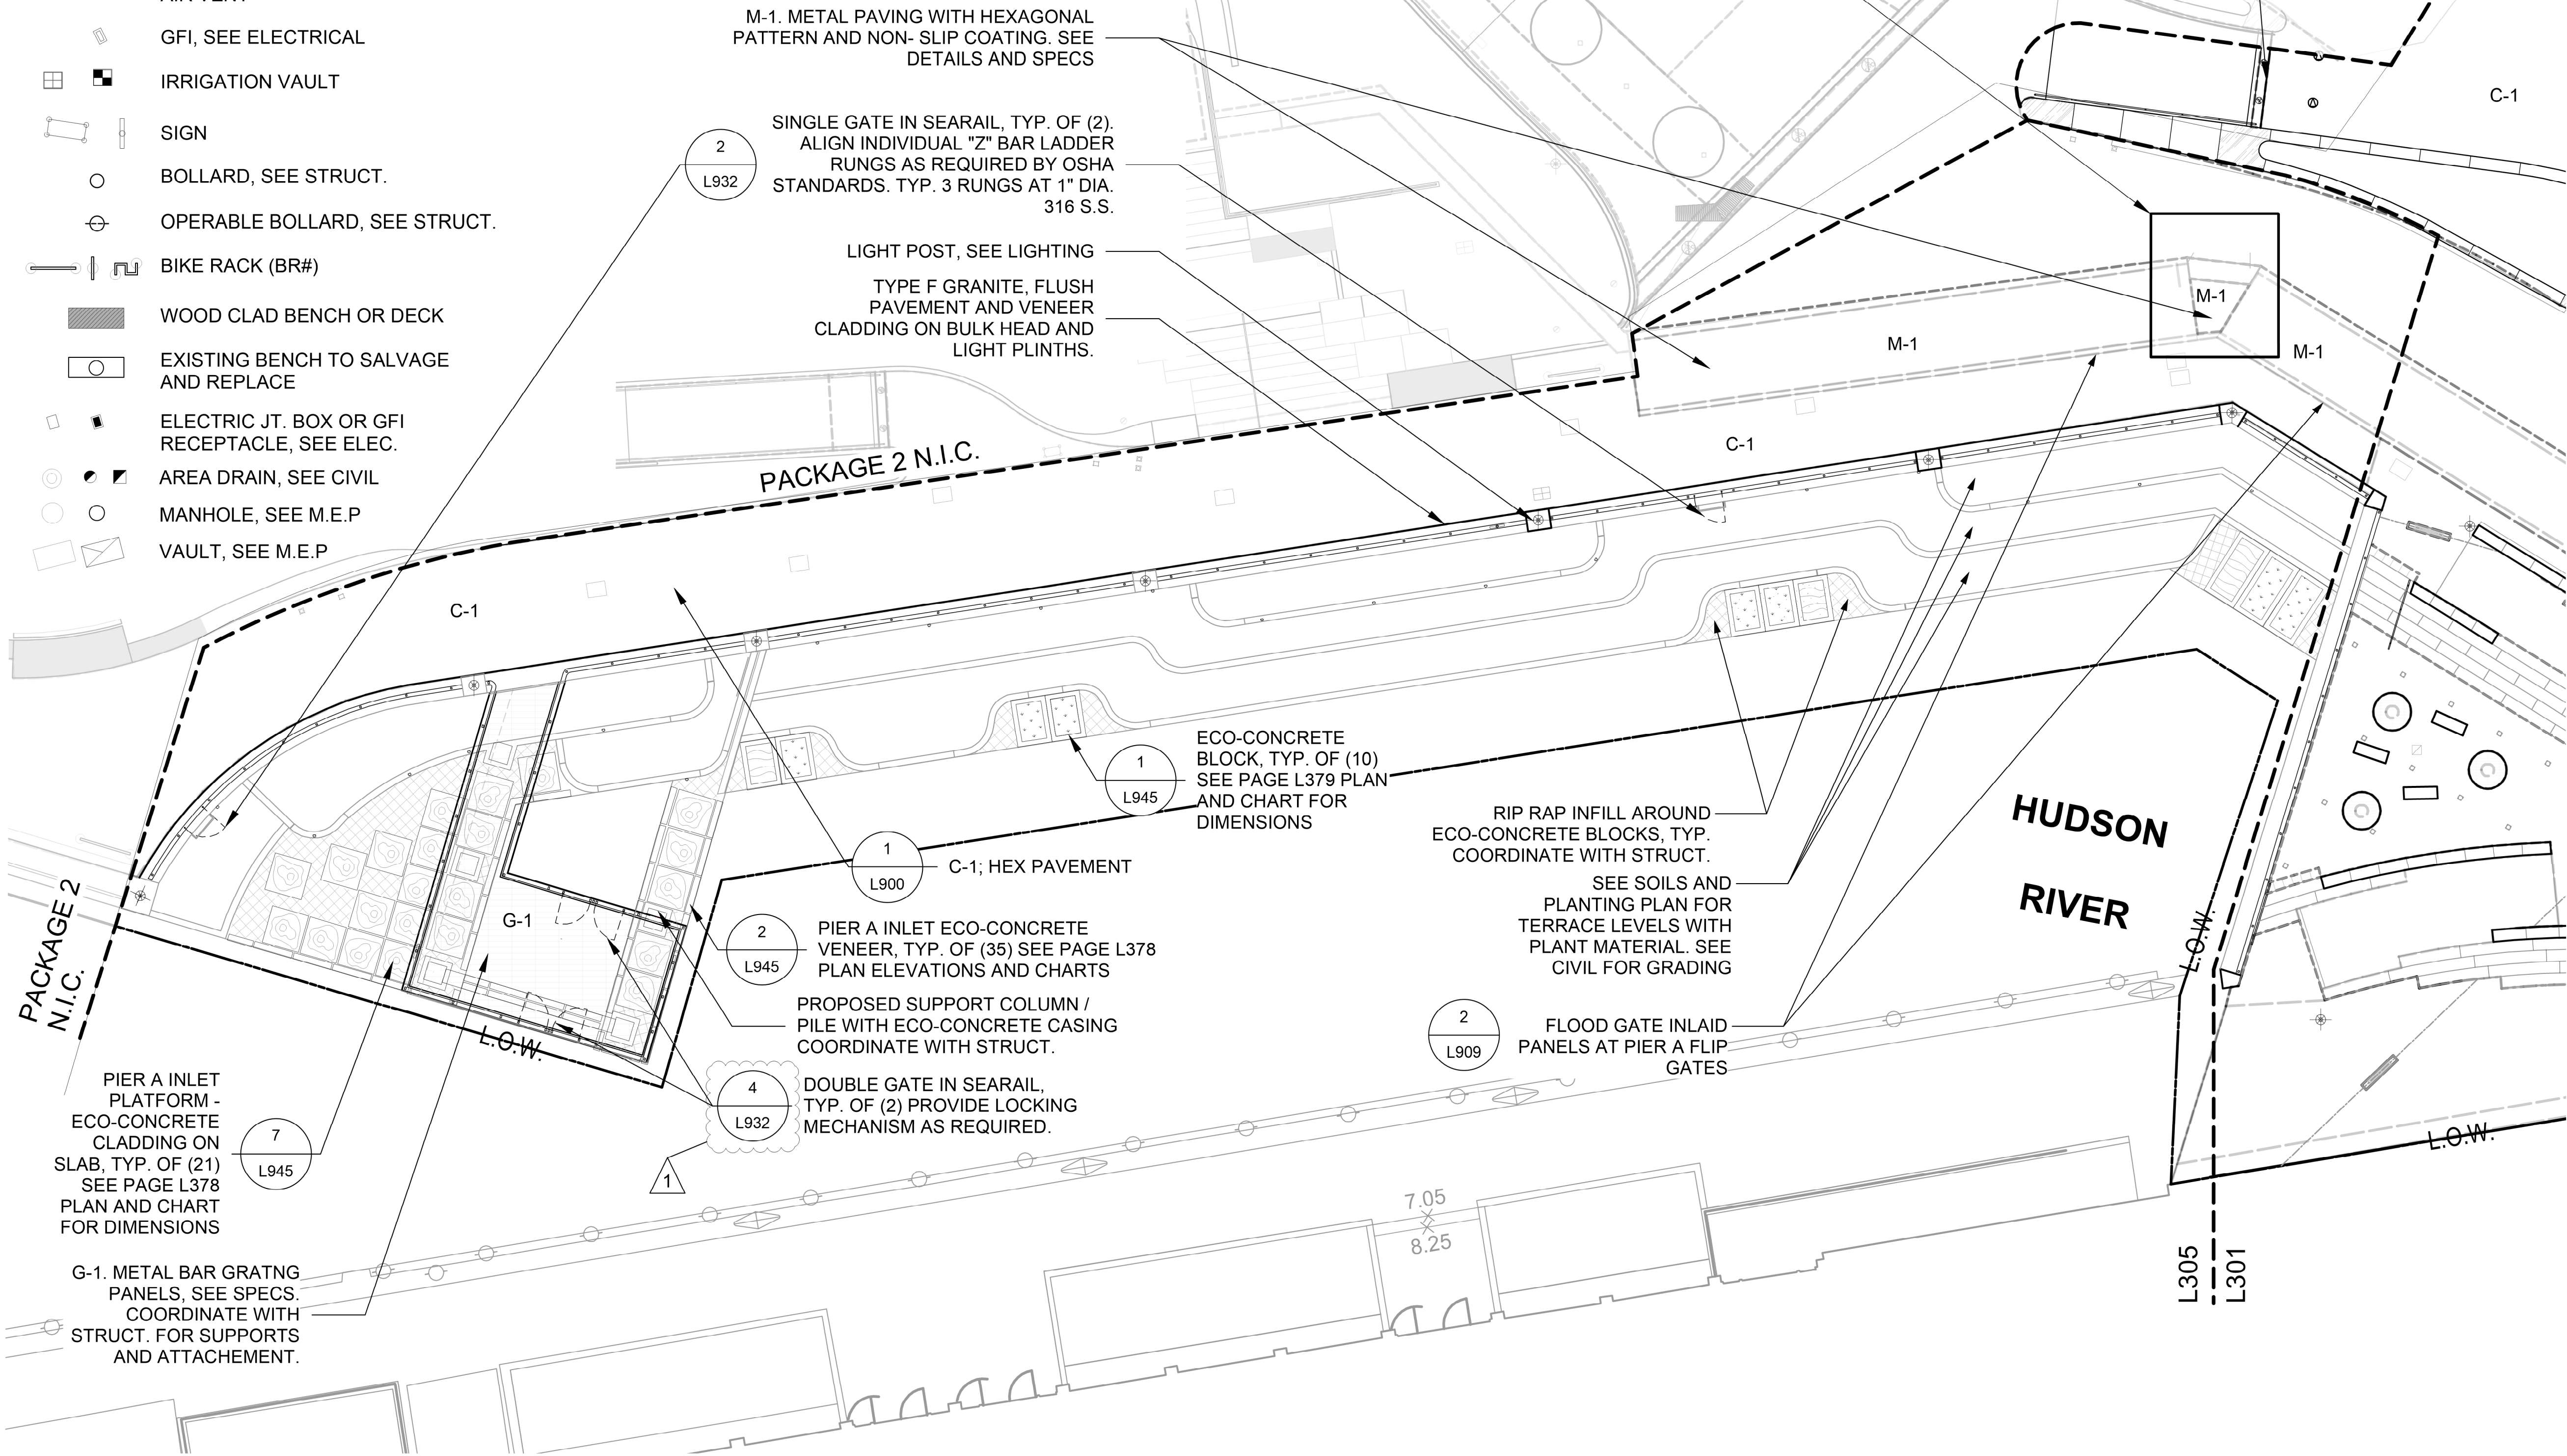 GFI, SEE ELECTRICAL
IRRIGATION VAULT
SIGN
BOLLARD, SEE STRUCT.
OPERABLE BOLLARD, SEE STRUCT.
BIKE RACK (BR#)
WOOD CLAD BENCH OR DECK
EXISTING BENCH TO SALVAGE
AND REPLACE
ELECTRIC JT. BOX OR GFI
RECEPTACLE, SEE ELEC.
AREA DRAIN, SEE CIVIL
MANHOLE, SEE M.E.P
VAULT, SEE M.E.P
M-1. METAL PAVING WITH HEXAGONAL
PATTERN AND NON- SLIP COATING. SEE
DETAILS AND SPECS
2
L932
SINGLE GATE IN SEARAIL, TYP. OF (2).
ALIGN INDIVIDUAL "Z" BAR LADDER
RUNGS AS REQUIRED BY OSHA
STANDARDS. TYP. 3 RUNGS AT 1" DIA.
316 S.S.
LIGHT POST, SEE LIGHTING
TYPE F GRANITE, FLUSH
PAVEMENT AND VENEER
CLADDING ON BULK HEAD AND
LIGHT PLINTHS.
C-1
M-1
M-1
M-1
C-1
PACKAGE 2 N.I.C.
C-1
1
L945
ECO-CONCRETE
BLOCK, TYP. OF (10)
SEE PAGE L379 PLAN
AND CHART FOR
DIMENSIONS
1
L900
C-1; HEX PAVEMENT
G-1
2
L945
PIER A INLET ECO-CONCRETE
VENEER, TYP. OF (35) SEE PAGE L378
PLAN ELEVATIONS AND CHARTS
PROPOSED SUPPORT COLUMN /
PILE WITH ECO-CONCRETE CASING
COORDINATE WITH STRUCT.
4
L932
DOUBLE GATE IN SEARAIL,
TYP. OF (2) PROVIDE LOCKING
MECHANISM AS REQUIRED.
1
RIP RAP INFILL AROUND
ECO-CONCRETE BLOCKS, TYP.
COORDINATE WITH STRUCT.
SEE SOILS AND
PLANTING PLAN FOR
TERRACE LEVELS WITH
PLANT MATERIAL. SEE
CIVIL FOR GRADING
2
L909
FLOOD GATE INLAID
PANELS AT PIER A FLIP
GATES
HUDSON
RIVER
L.O.W.
L.O.W.
L.O.W.
PACKAGE 2
N.I.C.
7
L945
PIER A INLET
PLATFORM -
ECO-CONCRETE
CLADDING ON
SLAB, TYP. OF (21)
SEE PAGE L378
PLAN AND CHART
FOR DIMENSIONS
G-1. METAL BAR GRATNG
PANELS, SEE SPECS.
COORDINATE WITH
STRUCT. FOR SUPPORTS
AND ATTACHEMENT.
7.05
8.25
L305
L301